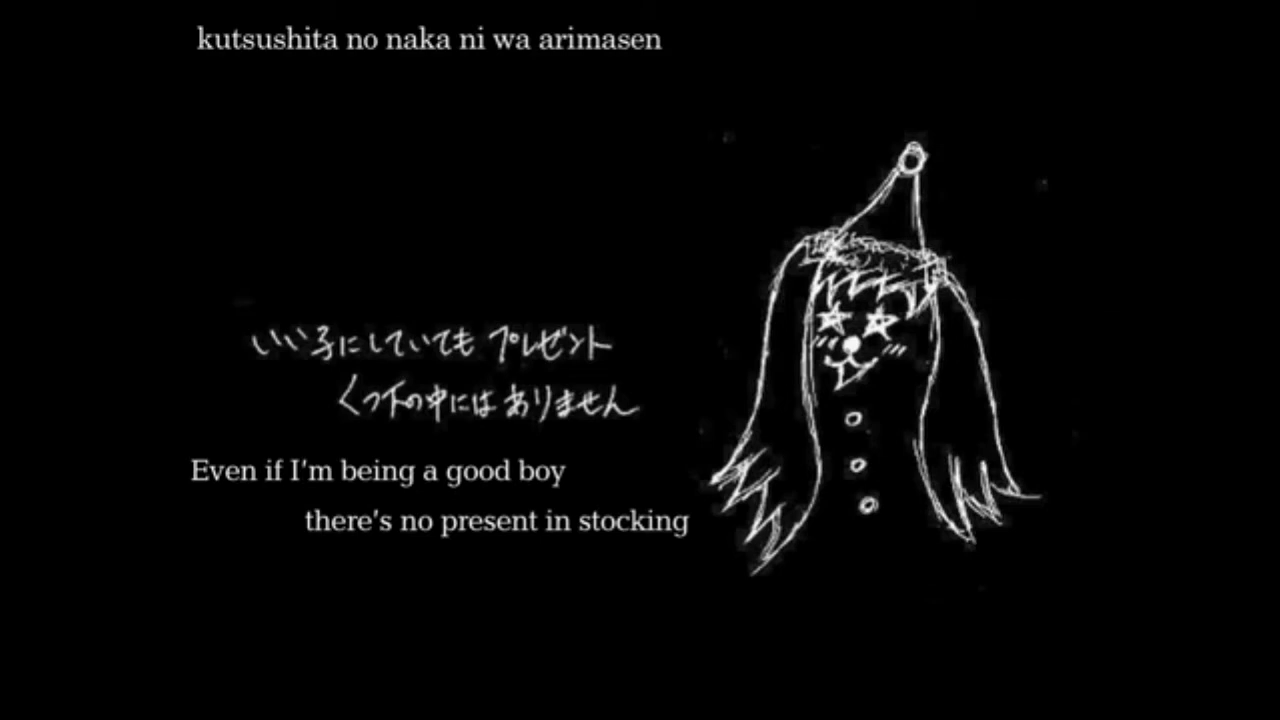 kutsushita no naka ni wa arimasen
いい子にしていても プレゼント
くつ下の中には ありません
Even if I'm being a good boy
there's no present in stocking